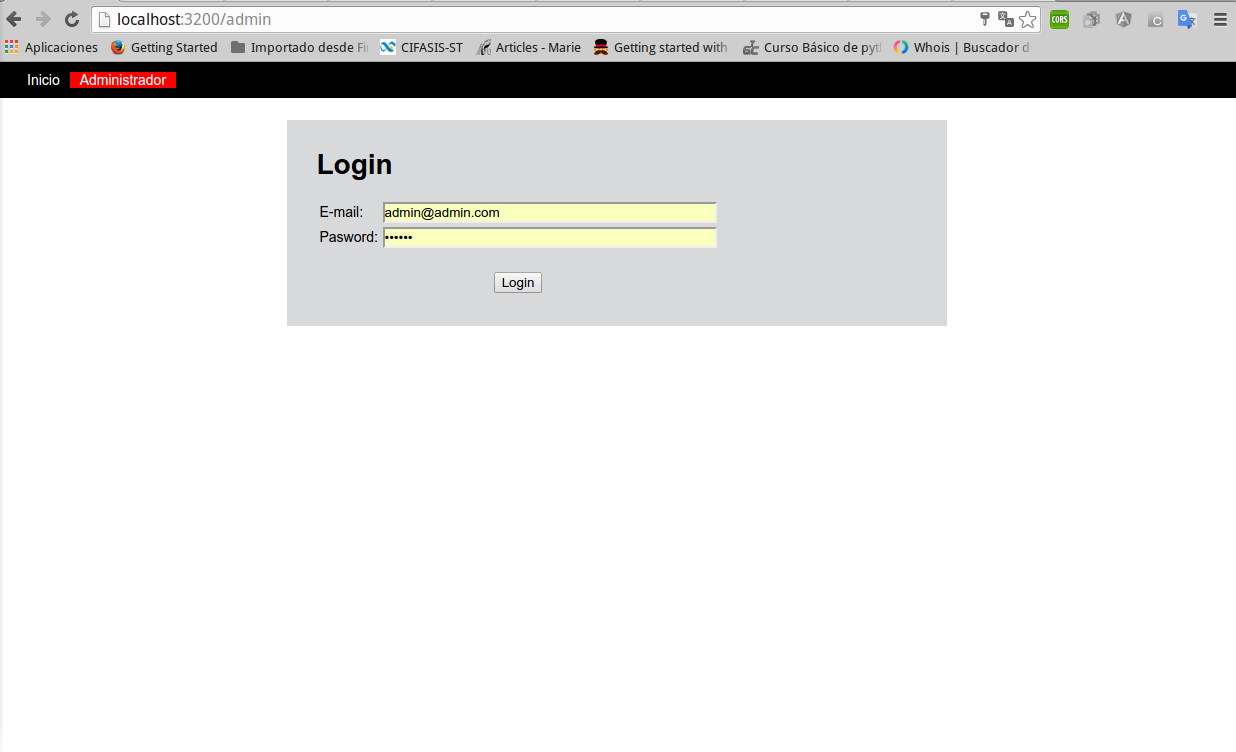 localhost:3200/admin
CORS
Aplicaciones Getting Started Importado desde Fi CIFASIS-ST Articles - Marie Getting started with Curso Básico de pyt Whois | Buscador d
Inicio Administrador
Login
E-mail: admin@admin.com
Pasword: ••••••
Login